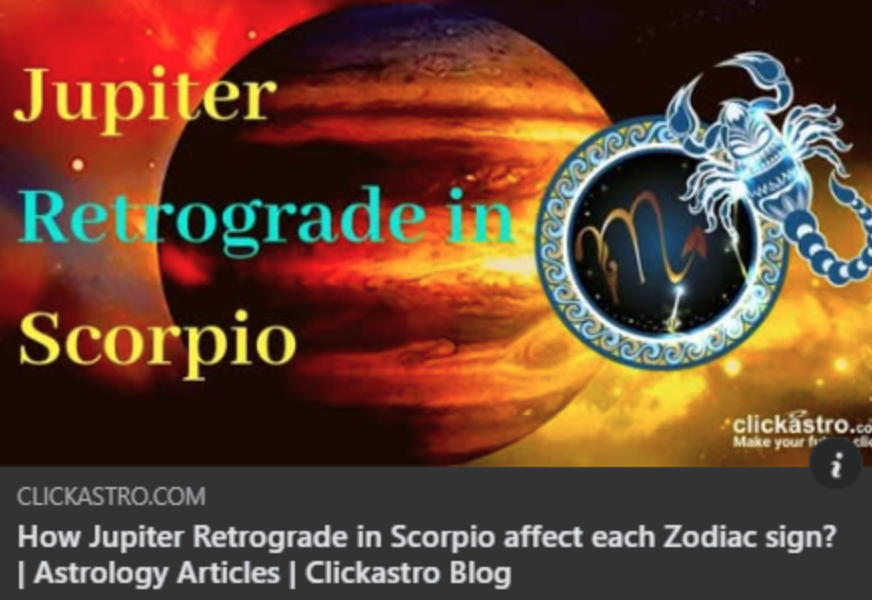 Jupiter
Retrograde in
Scorpio
clickastro.co
Make your
CLICKASTRO.COM
How Jupiter Retrograde in Scorpio affect each Zodiac sign?
| Astrology Articles | Clickastro Blog